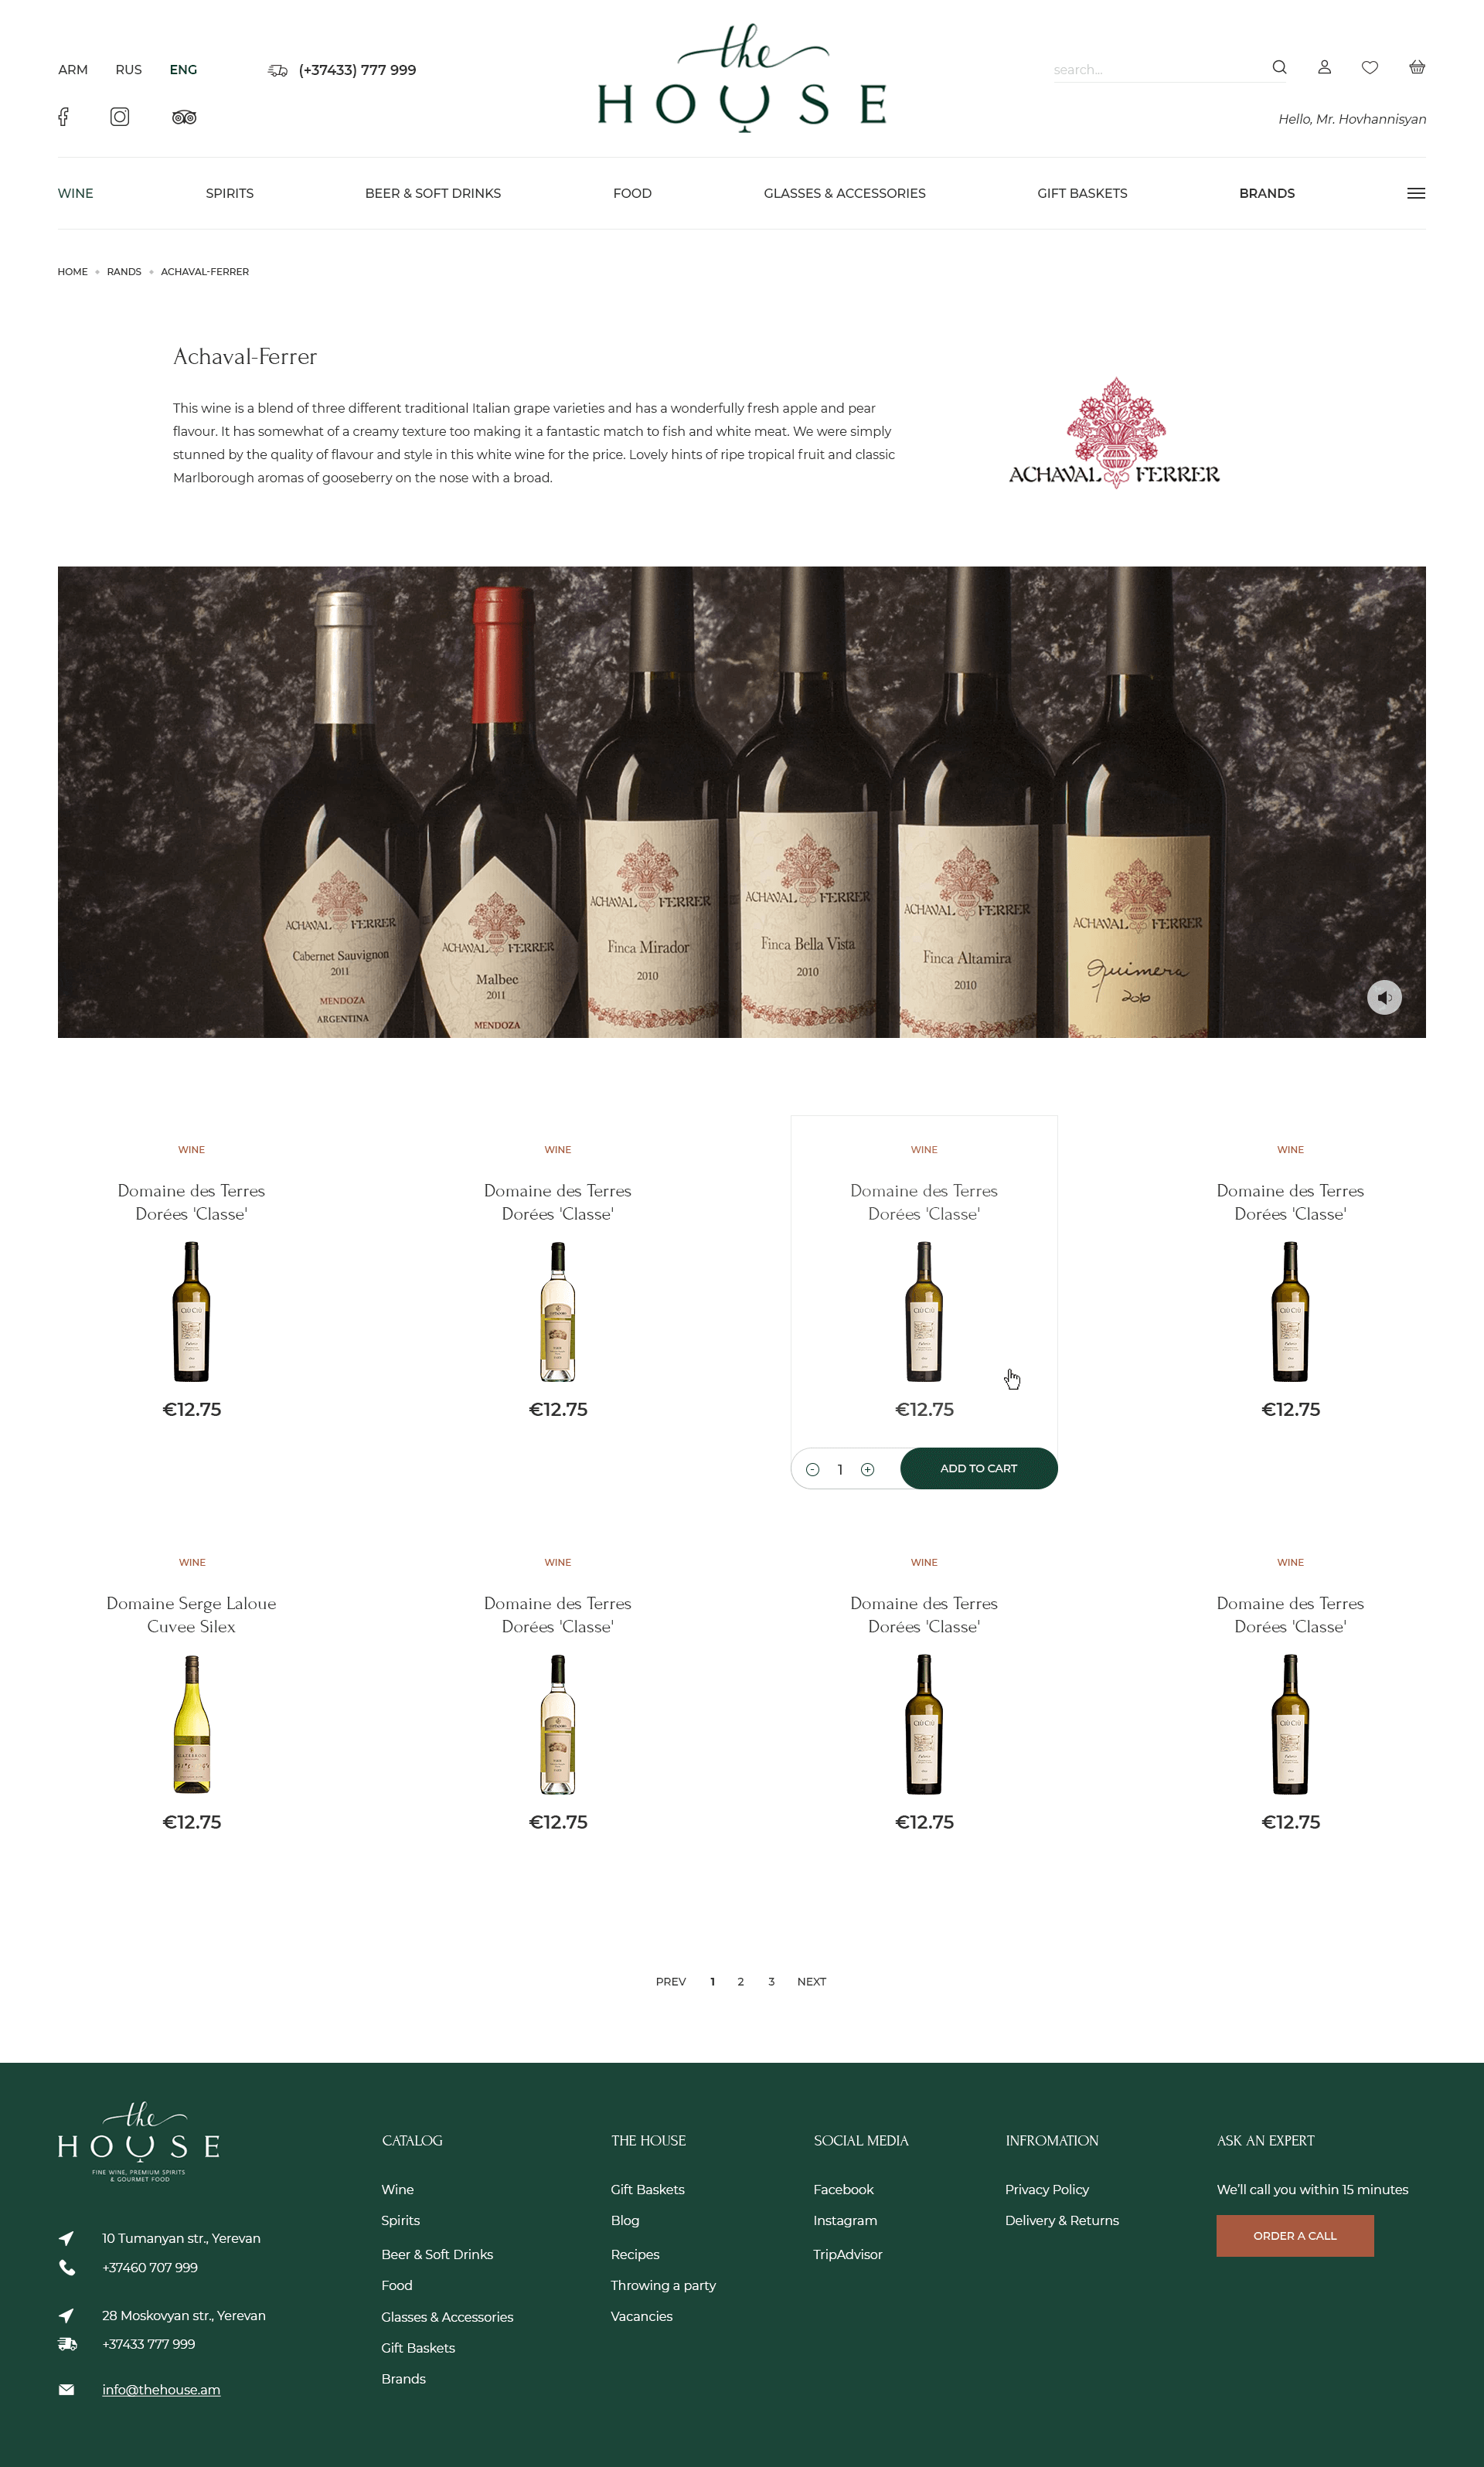 ARM RUS ENG
(+37433) 777 999
the
HOUSE
search...
Hello, Mr. Hovhannisyan
WINE SPIRITS BEER & SOFT DRINKS FOOD GLASSES & ACCESSORIES GIFT BASKETS BRANDS
HOME RANDS ACHAVAL-FERRER
Achaval-Ferrer
This wine is a blend of three different traditional Italian grape varieties and has a wonderfully fresh apple and pear
flavour. It has somewhat of a creamy texture too making it a fantastic match to fish and white meat. We were simply
stunned by the quality of flavour and style in this white wine for the price. Lovely hints of ripe tropical fruit and classic
Marlborough aromas of gooseberry on the nose with a broad.
ACHAVAL FERRER
ACHAVAL FERRER
Cabernet Sauvignon
2011
MENDOZA
ARGENTINA
ACHAVAL FERRER
Malbec
2011
MENDOZA
ACHAVAL FERRER
Finca Mirador
2010
ACHAVAL FERRER
Finca Bella Vista
2010
ACHAVAL FERRER
Finca Altamira
2010
ACHAVAL FERRER
Quimera
2010
WINE
Domaine des Terres
Dorées 'Classe'
CIÙ CIÙ
€12.75
WINE
Domaine des Terres
Dorées 'Classe'
€12.75
WINE
Domaine des Terres
Dorées 'Classe'
CIÙ CIÙ
€12.75
- 1 +
ADD TO CART
WINE
Domaine des Terres
Dorées 'Classe'
CIÙ CIÙ
€12.75
WINE
Domaine Serge Laloue
Cuvee Silex
€12.75
WINE
Domaine des Terres
Dorées 'Classe'
€12.75
WINE
Domaine des Terres
Dorées 'Classe'
CIÙ CIÙ
€12.75
WINE
Domaine des Terres
Dorées 'Classe'
CIÙ CIÙ
€12.75
PREV 1 2 3 NEXT
the
HOUSE
FINE WINE, PREMIUM SPIRITS
& GOURMET FOOD
10 Tumanyan str., Yerevan
+37460 707 999
28 Moskovyan str., Yerevan
+37433 777 999
info@thehouse.am
CATALOG
Wine
Spirits
Beer & Soft Drinks
Food
Glasses & Accessories
Gift Baskets
Brands
THE HOUSE
Gift Baskets
Blog
Recipes
Throwing a party
Vacancies
SOCIAL MEDIA
Facebook
Instagram
TripAdvisor
INFROMATION
Privacy Policy
Delivery & Returns
ASK AN EXPERT
We'll call you within 15 minutes
ORDER A CALL